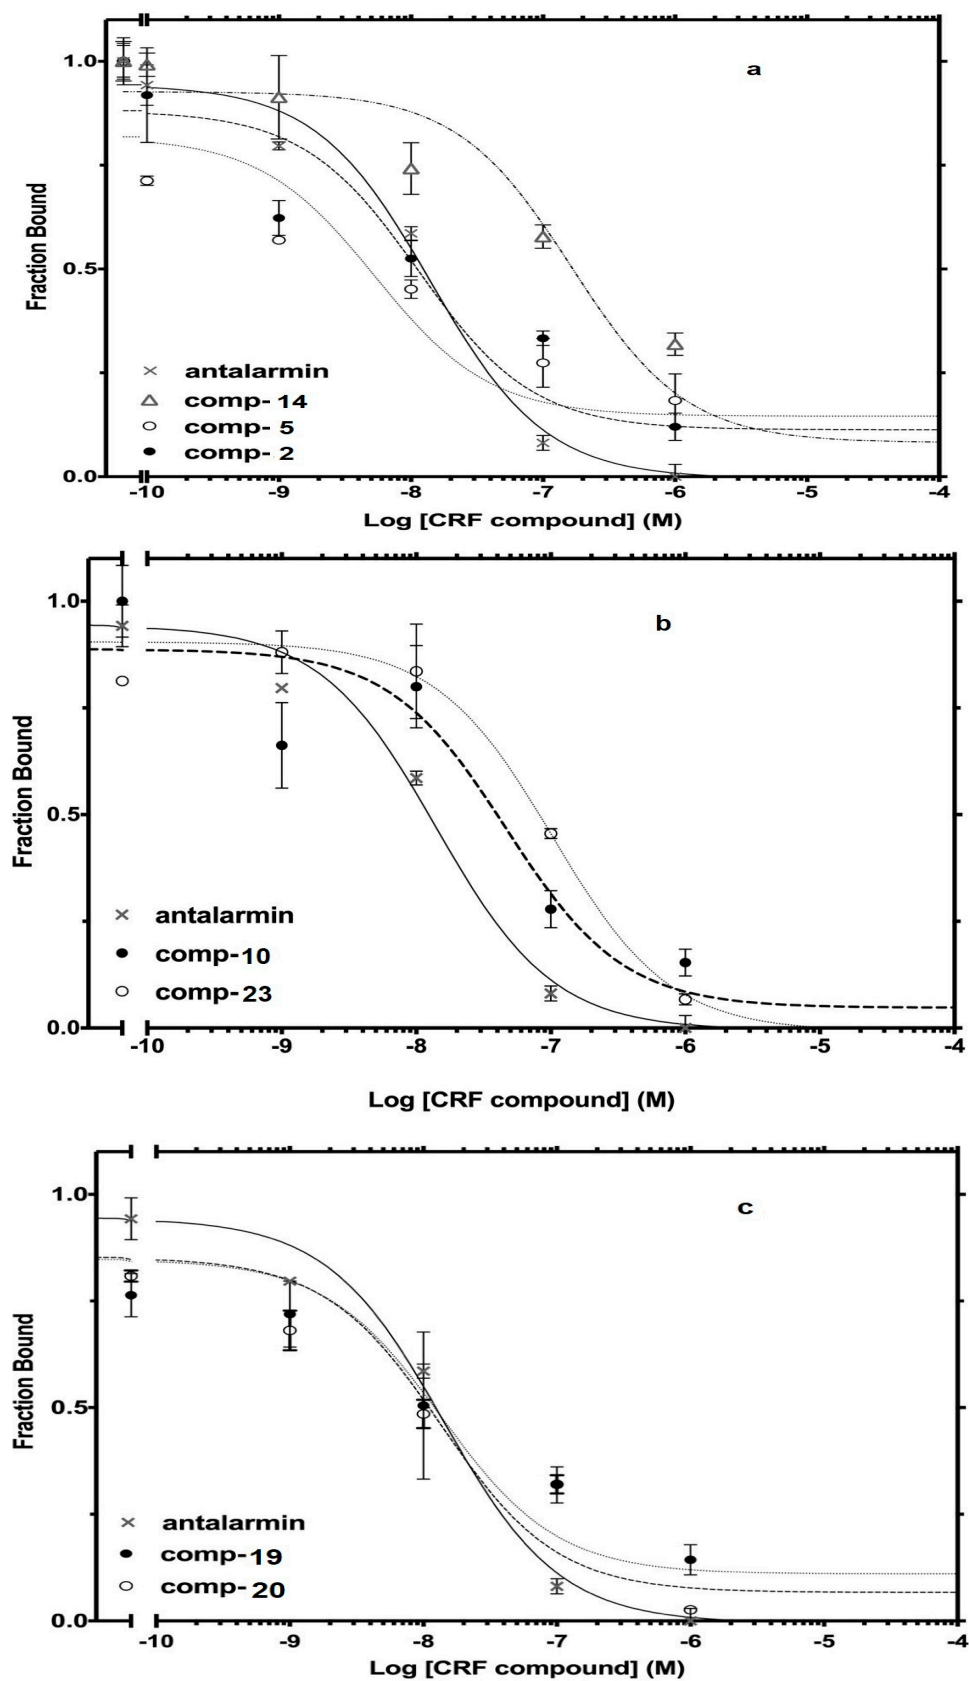 a
1.0
Fraction Bound
0.5
antalarmin
comp-14
comp-5
comp-2
0.0
-10 -9 -8 -7 -6 -5 -4
Log [CRF compound] (M)
b
1.0
Fraction Bound
0.5
antalarmin
comp-10
comp-23
0.0
-10 -9 -8 -7 -6 -5 -4
Log [CRF compound] (M)
c
1.0
Fraction Bound
0.5
antalarmin
comp-19
comp-20
0.0
-10 -9 -8 -7 -6 -5 -4
Log [CRF compound] (M)